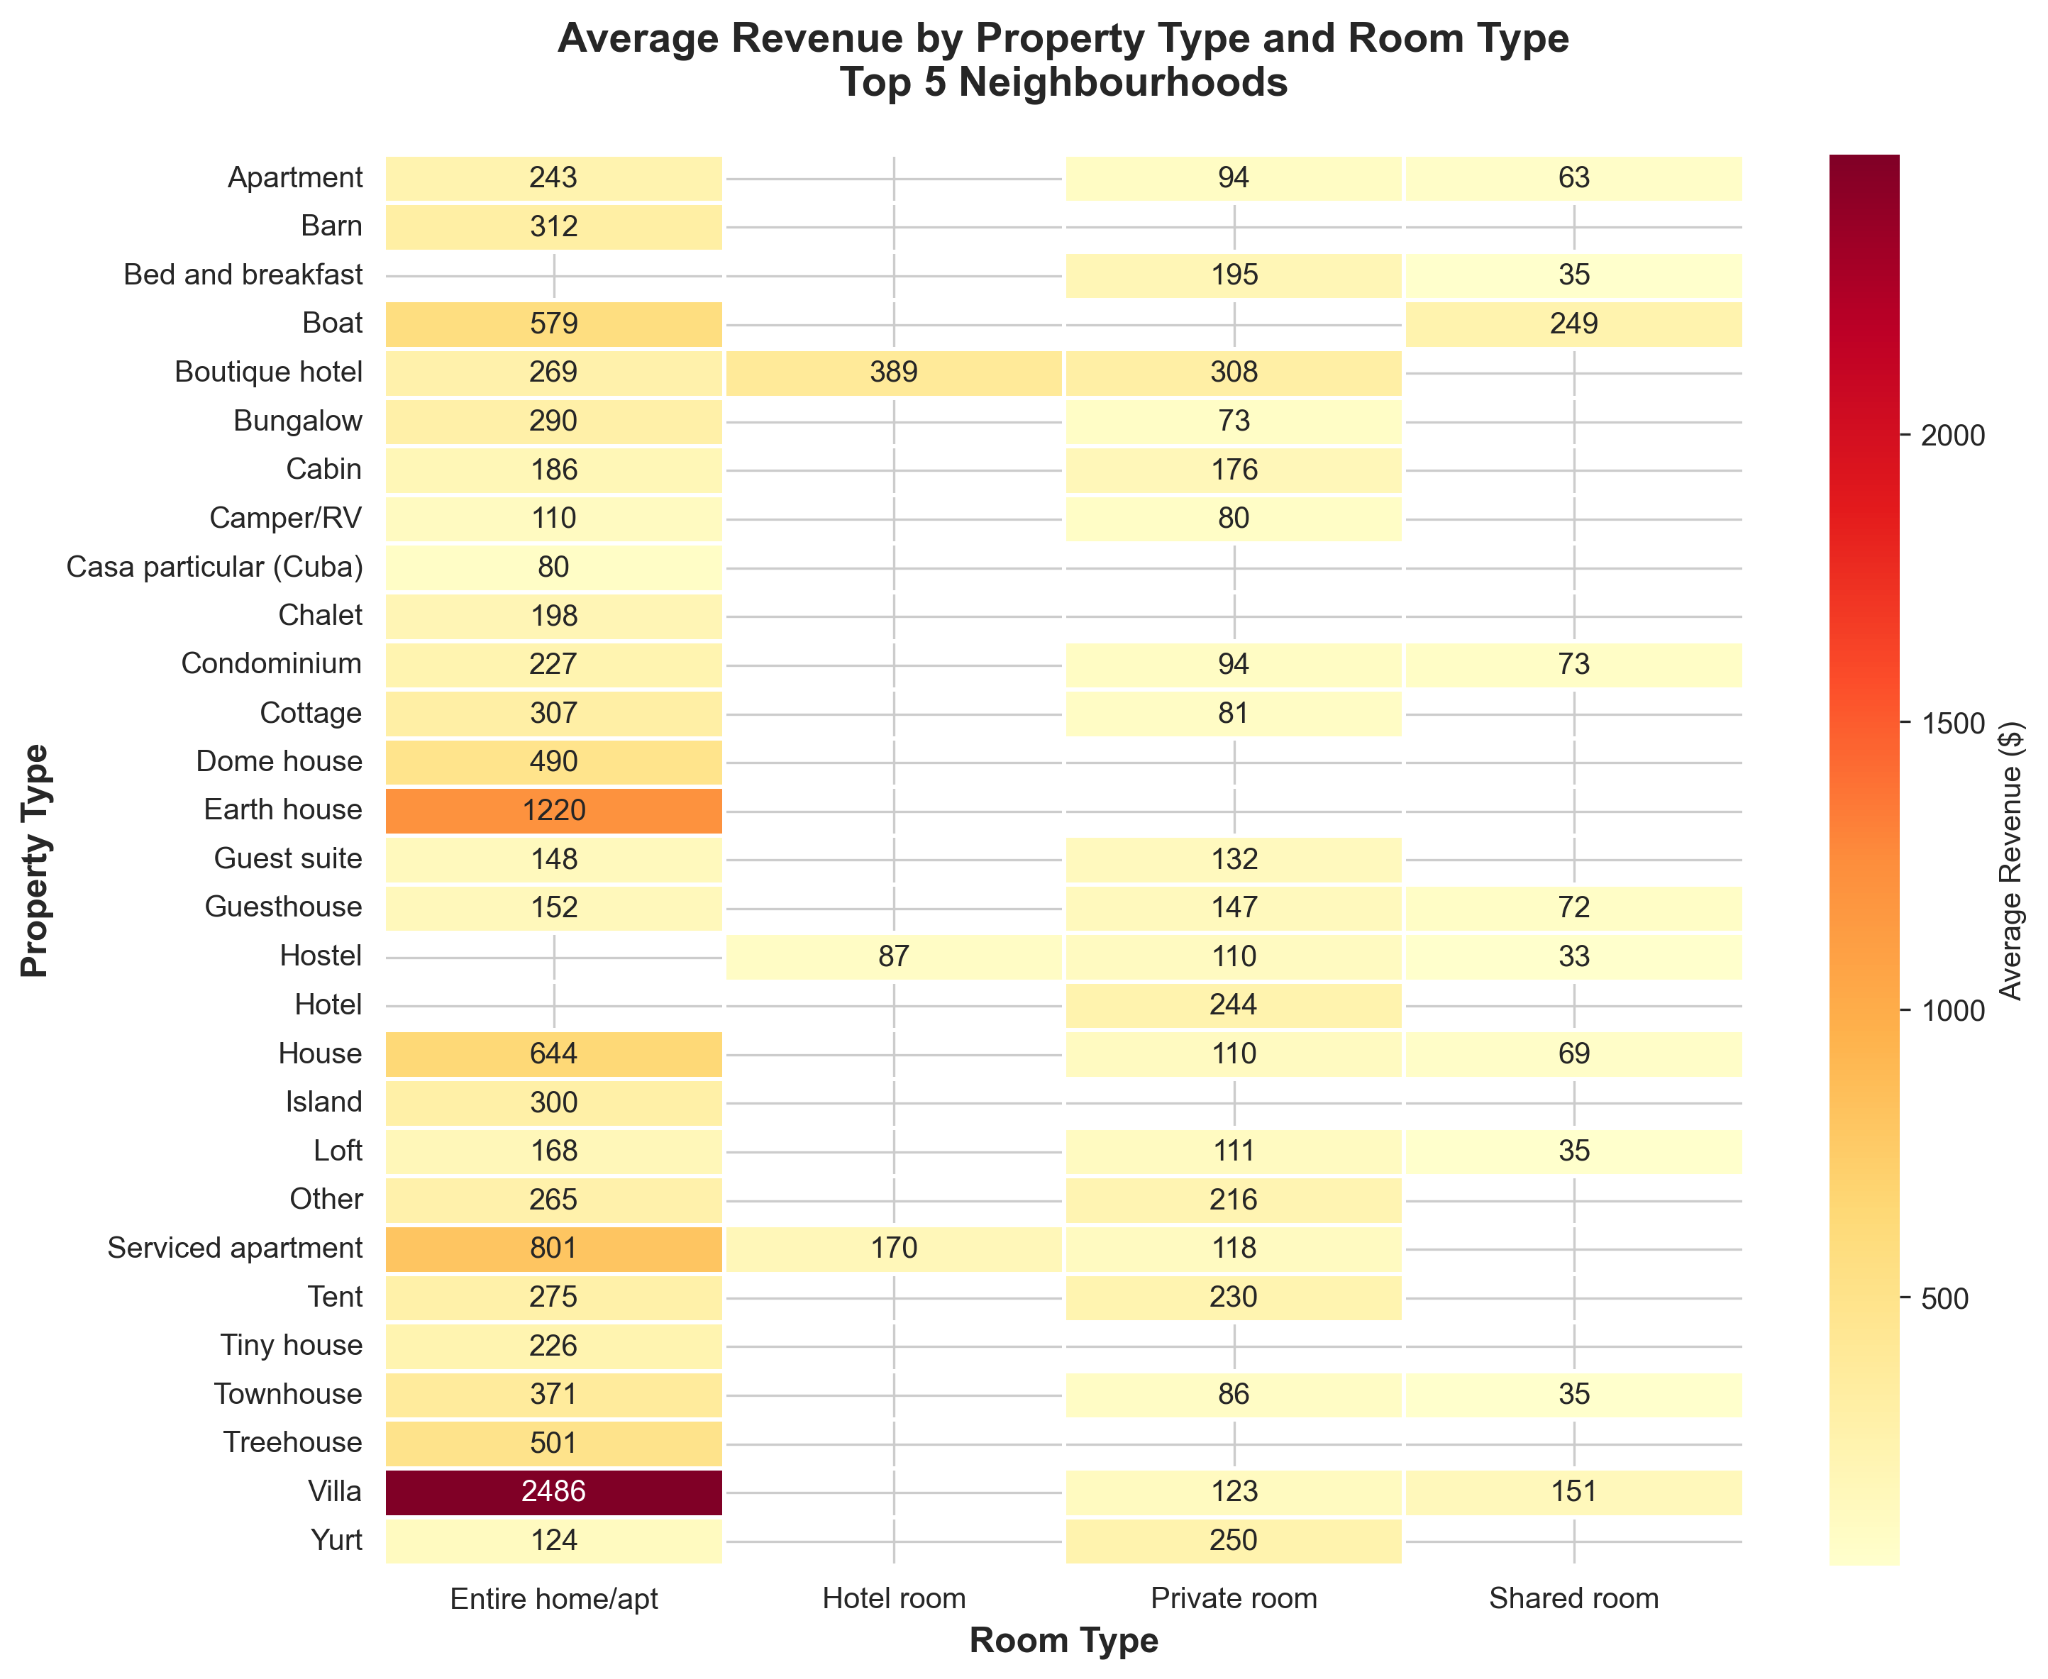 Average Revenue by Property Type and Room Type
Top 5 Neighbourhoods
Apartment 243 94 63
Barn 312
Bed and breakfast 195 35
Boat 579 249
Boutique hotel 269 389 308
Bungalow 290 73
Cabin 186 176
Camper/RV 110 80
Casa particular (Cuba) 80
Chalet 198
Condominium 227 94 73
Cottage 307 81
Dome house 490
Earth house 1220
Guest suite 148 132
Guesthouse 152 147 72
Hostel 87 110 33
Hotel 244
House 644 110 69
Island 300
Loft 168 111 35
Other 265 216
Serviced apartment 801 170 118
Tent 275 230
Tiny house 226
Townhouse 371 86 35
Treehouse 501
Villa 2486 123 151
Yurt 124 250
Entire home/apt Hotel room Private room Shared room
Room Type
Property Type
2000
1500
1000
500
Average Revenue ($)